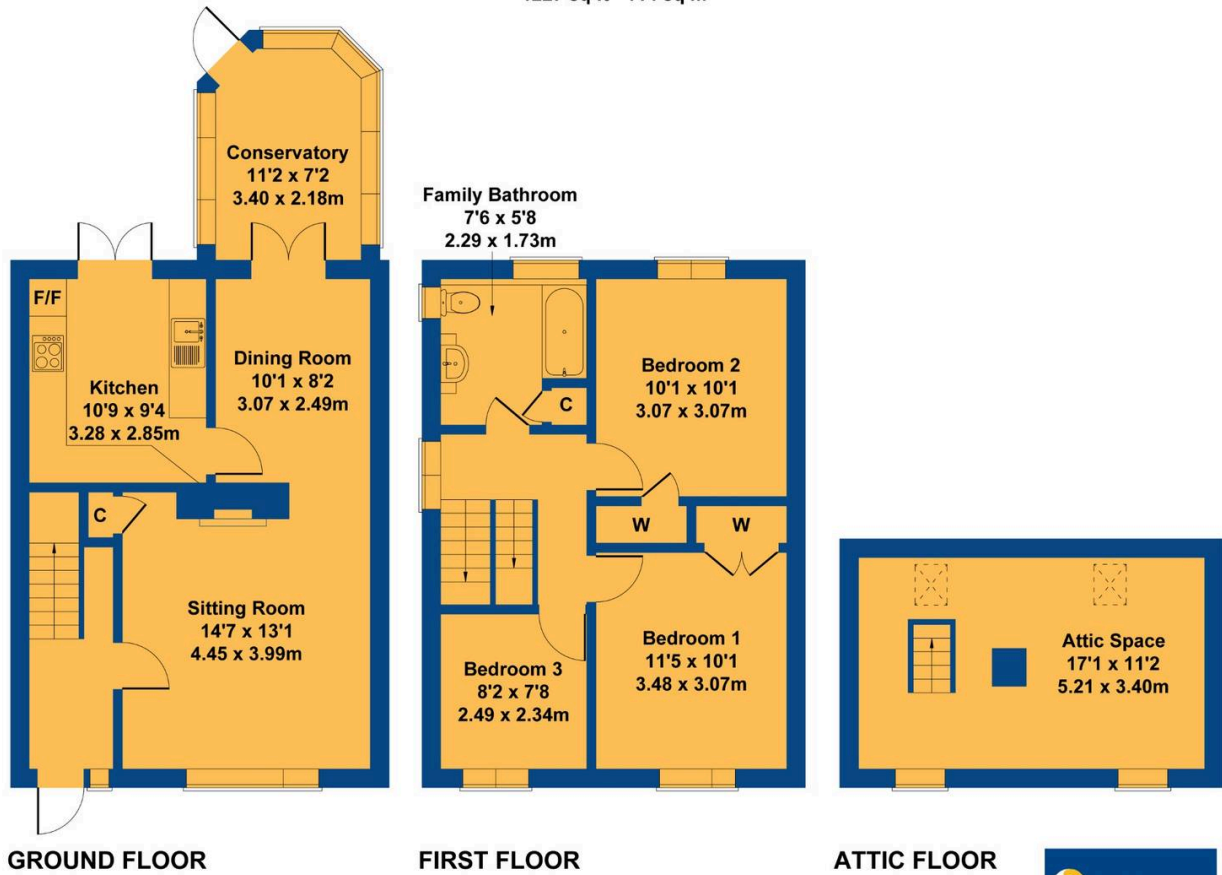 Conservatory
11'2 x 7'2
3.40 x 2.18m
Family Bathroom
7'6 x 5'8
2.29 x 1.73m
F/F
Kitchen
10'9 x 9'4
3.28 x 2.85m
Dining Room
10'1 x 8'2
3.07 x 2.49m
C
Sitting Room
14'7 x 13'1
4.45 x 3.99m
C
Bedroom 2
10'1 x 10'1
3.07 x 3.07m
W
W
Bedroom 1
11'5 x 10'1
3.48 x 3.07m
Bedroom 3
8'2 x 7'8
2.49 x 2.34m
Attic Space
17'1 x 11'2
5.21 x 3.40m
GROUND FLOOR
FIRST FLOOR
ATTIC FLOOR